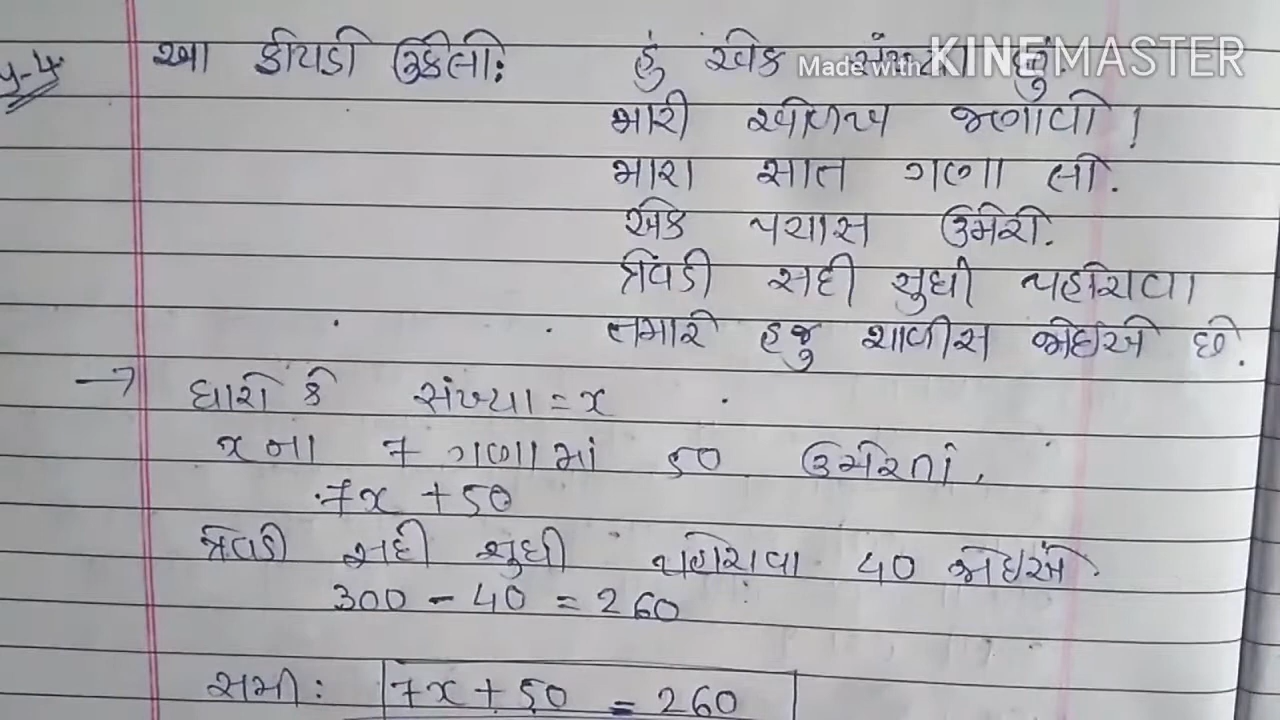 પ્ર-૪ આ કોયડો ઉકેલો: હું એક સંખ્યા છું.
Made with KINEMASTER
મારી ઓળખ જણાવો!
મારા સાત ગણા લો.
એક પચાસ ઉમેરો.
ત્રેવડી સદી સુધી પહોંચવા
તમારે હજુ ચાળીસ જોઈએ છે.
→ ધારો કે સંખ્યા = x
x ના 7 ગણામાં 50 ઉમેરતાં,
7x + 50
ત્રેવડી સદી સુધી પહોંચવા 40 જોઈએ.
300 - 40 = 260
સમી: 7x + 50 = 260